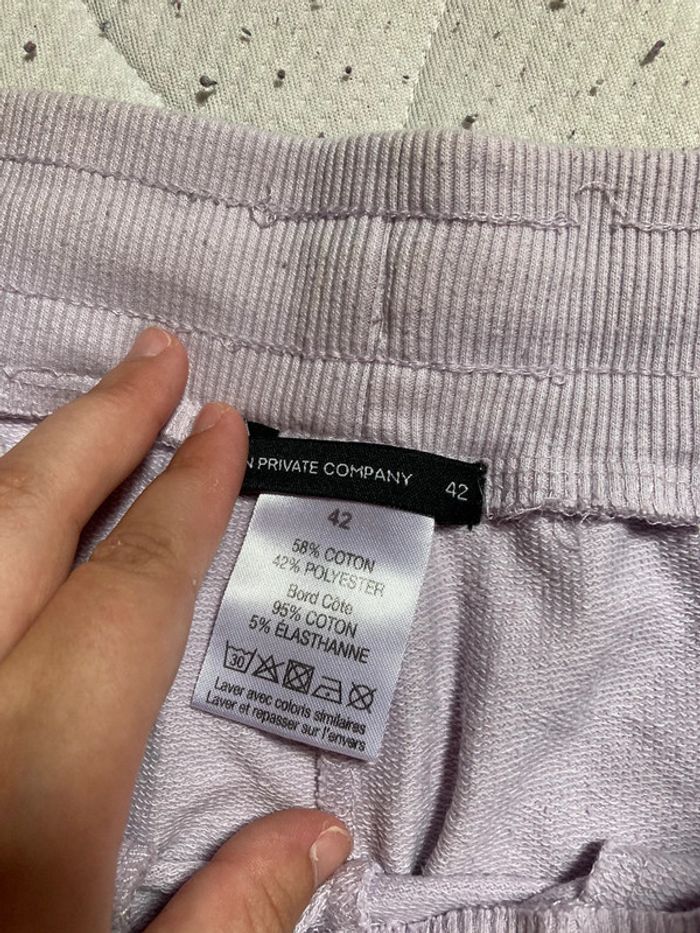 PRIVATE COMPANY 42
42
58% COTON
42% POLYESTER
Bord Côte
95% COTON
5% ÉLASTHANNE
30
Laver avec coloris similaires
Laver et repasser sur l'envers